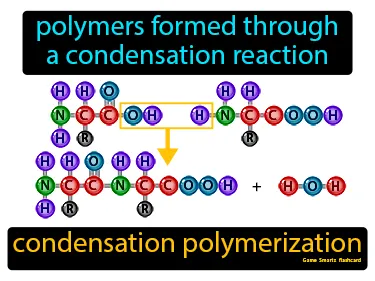 polymers formed through
a condensation reaction
H H O H H
N C C O H H N C C O O H
H R R
H H O H H
N C C N C C O O H + H O H
H R R
condensation polymerization
Game Smartz flashcard